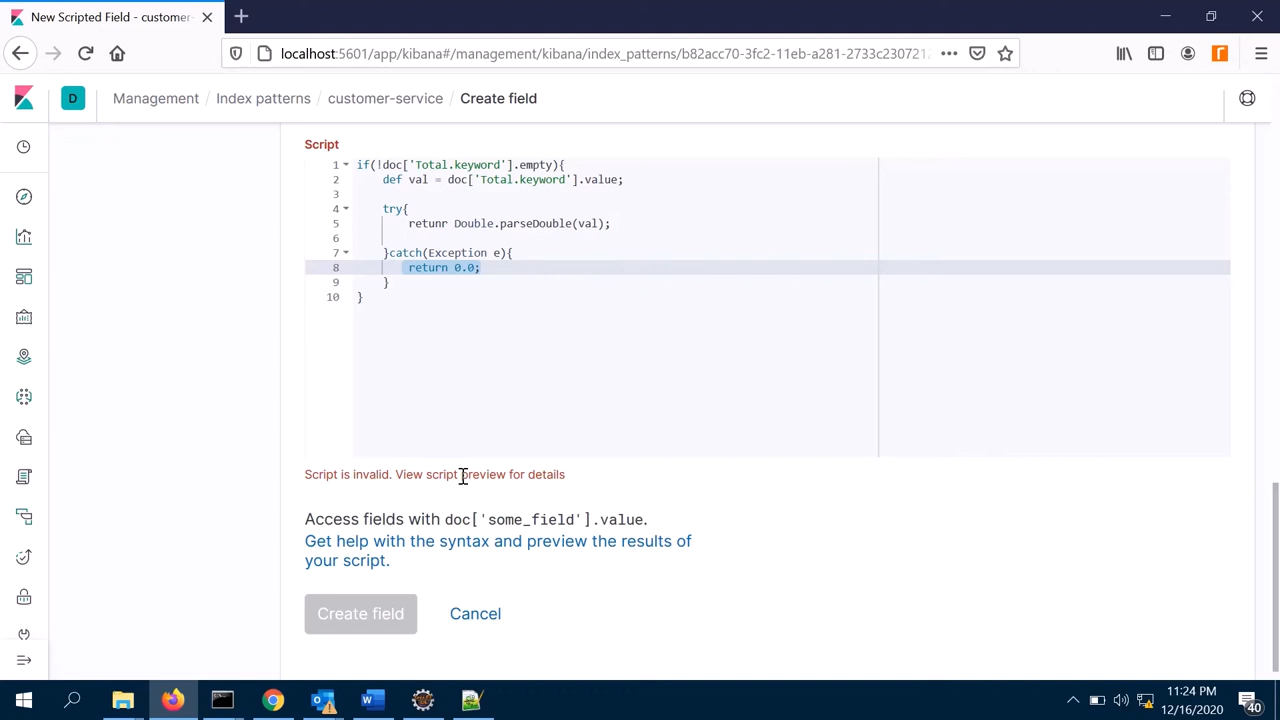 New Scripted Field - customer-
localhost:5601/app/kibana#/management/kibana/index_patterns/b82acc70-3fc2-11eb-a281-2733c2307212
D
Management / Index patterns / customer-service / Create field
Script
1 if(!doc['Total.keyword'].empty){
2 def val = doc['Total.keyword'].value;
3
4 try{
5 retunr Double.parseDouble(val);
6
7 }catch(Exception e){
8 return 0.0;
9 }
10 }
Script is invalid. View script preview for details
Access fields with doc['some_field'].value.
Get help with the syntax and preview the results of
your script.
Create field
Cancel
11:24 PM
12/16/2020
40